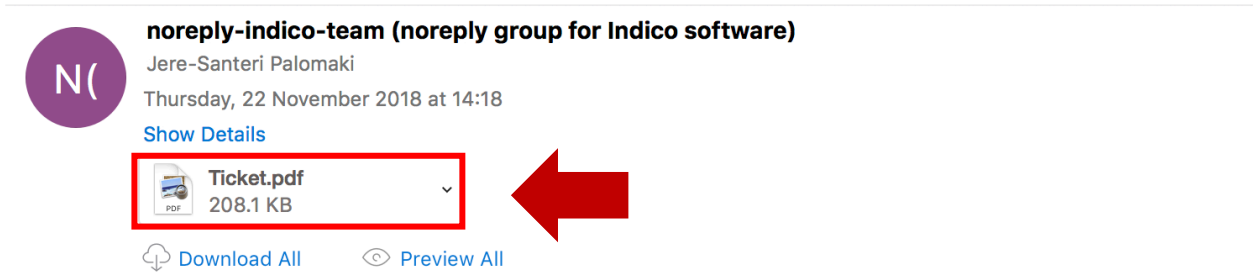 noreply-indico-team (noreply group for Indico software)
N(
Jere-Santeri Palomaki
Thursday, 22 November 2018 at 14:18
Show Details
Ticket.pdf
PDF
208.1 KB
Download All
Preview All